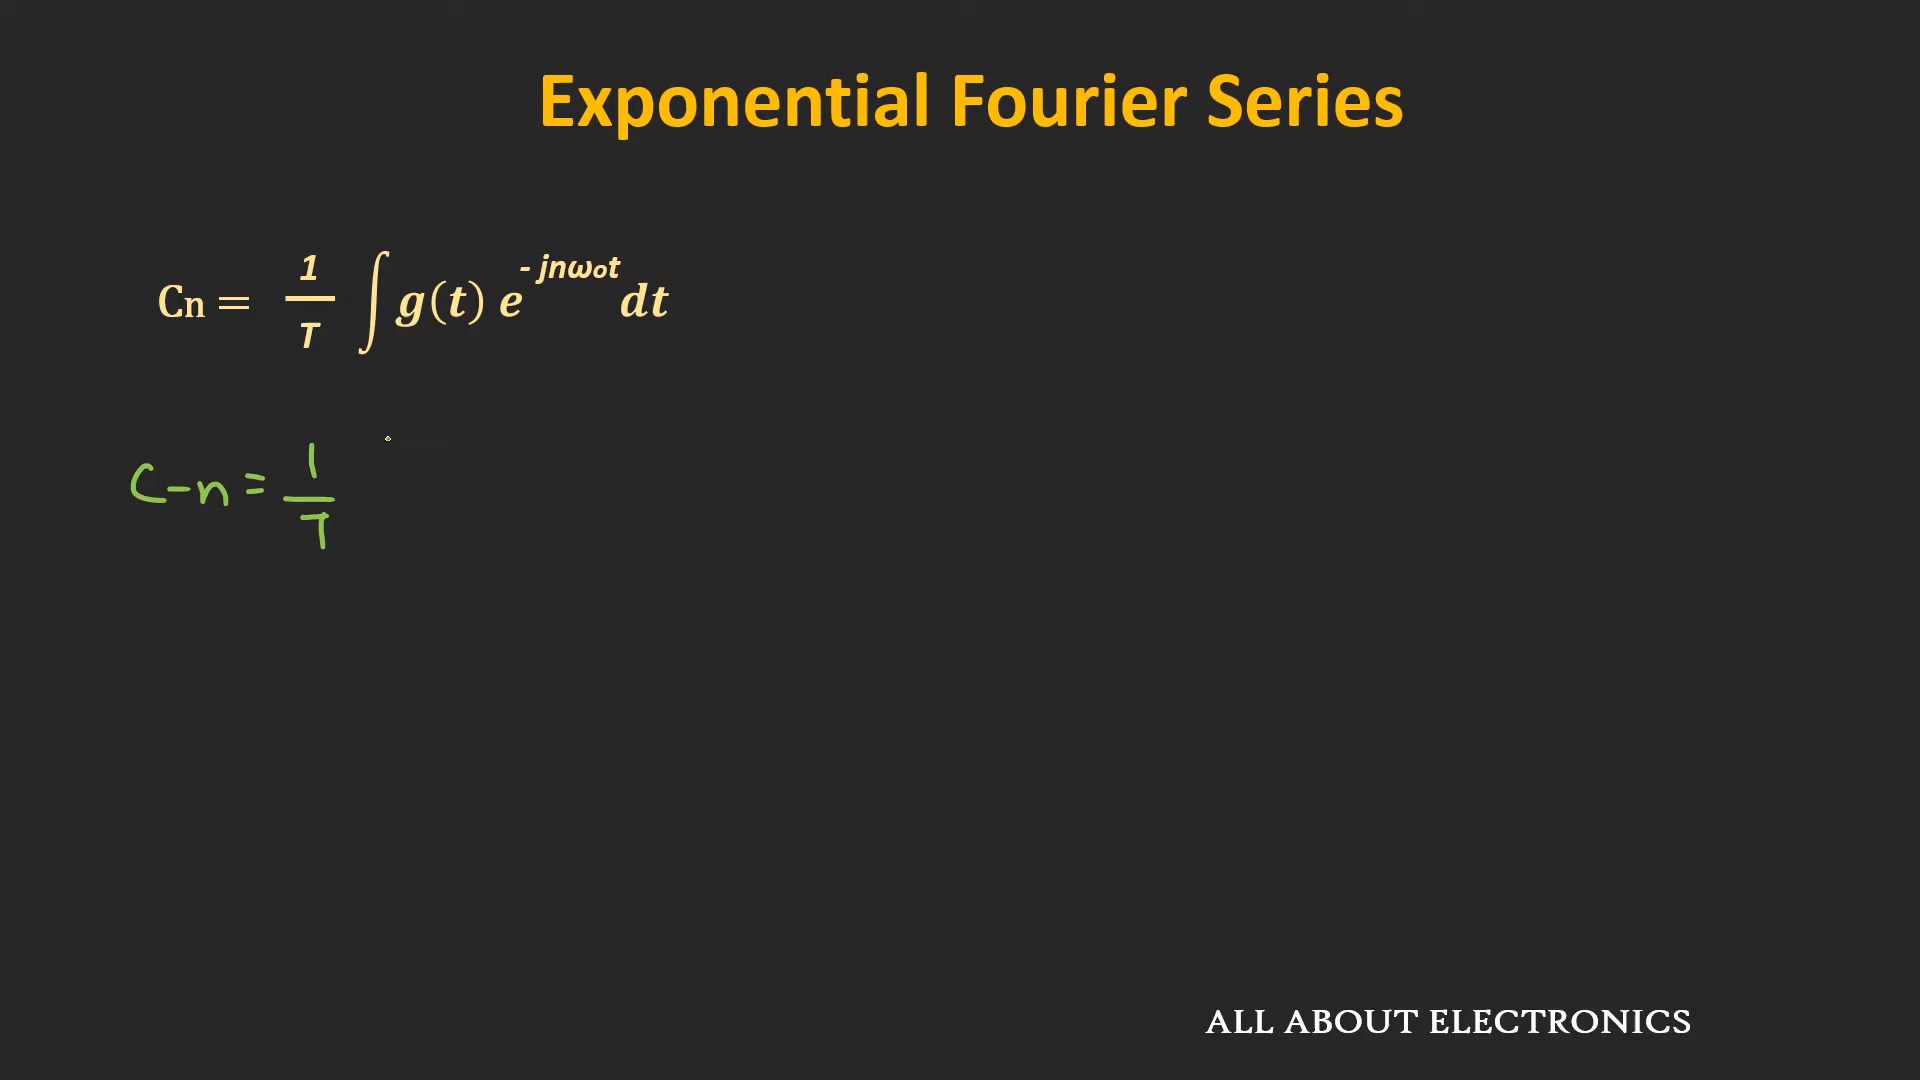 Exponential Fourier Series
Cn = 1/T ∫ g(t) e^{- jnω₀t} dt
C-n = 1/T
ALL ABOUT ELECTRONICS